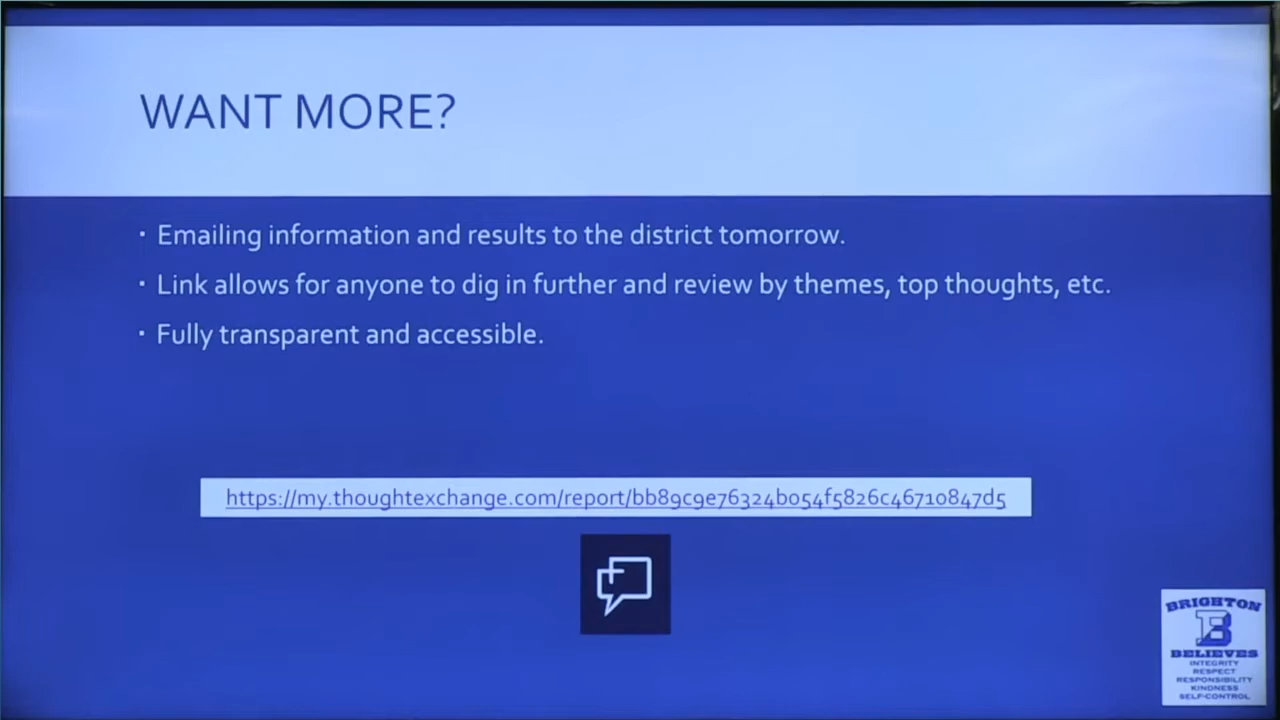 WANT MORE?
· Emailing information and results to the district tomorrow.
· Link allows for anyone to dig in further and review by themes, top thoughts, etc.
· Fully transparent and accessible.
https://my.thoughtexchange.com/report/bb89c9e76324b054f5826c46710847d5
BRIGHTON
B
BELIEVES
INTEGRITY
RESPECT
RESPONSIBILITY
KINDNESS
SELF-CONTROL